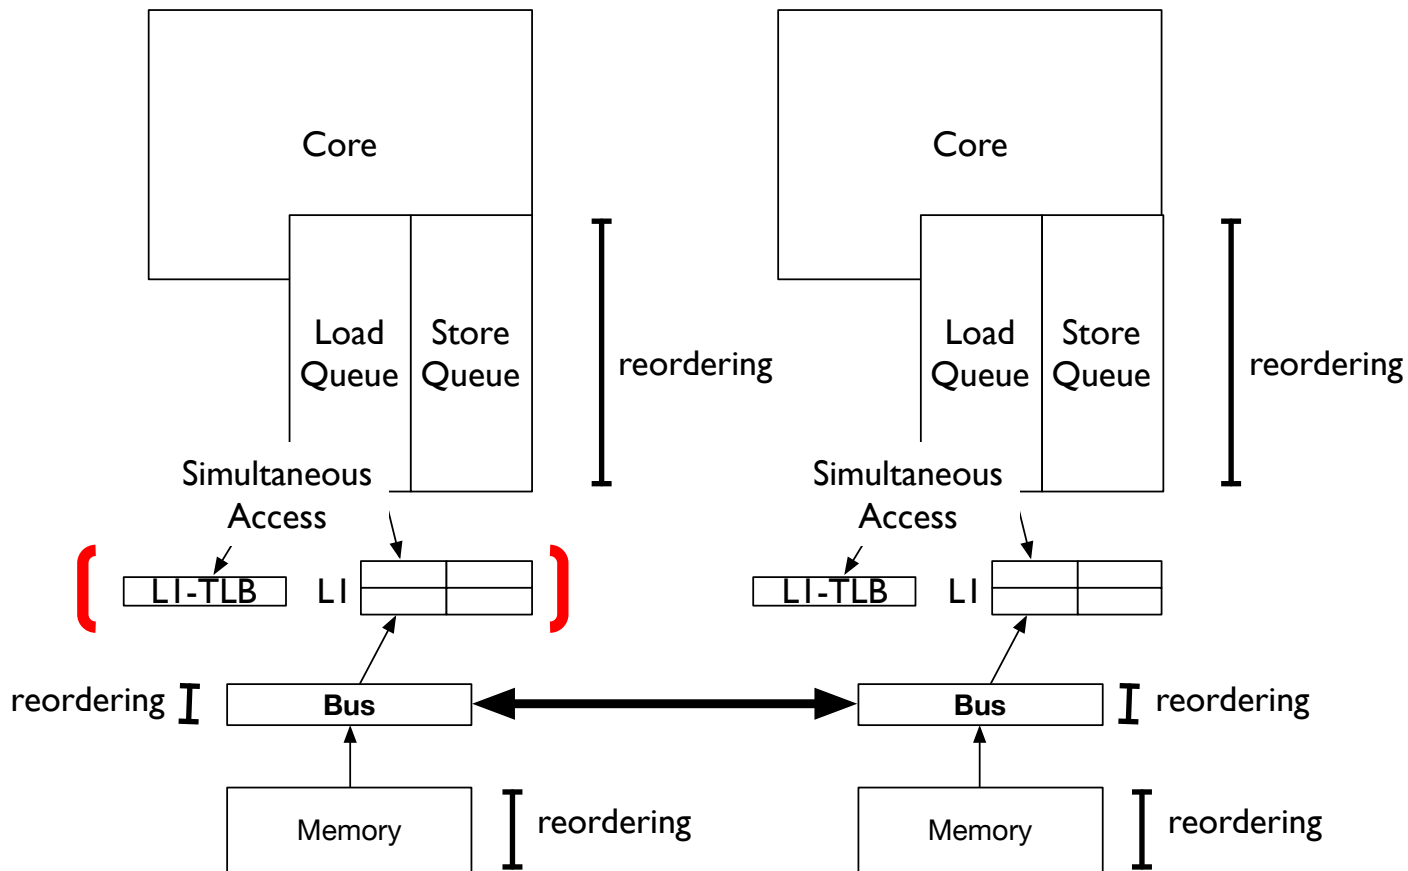 Core
Core
Load
Queue
Store
Queue
reordering
Load
Queue
Store
Queue
reordering
Simultaneous
Access
Simultaneous
Access
L1-TLB
L1
L1-TLB
L1
reordering
Bus
Bus
reordering
Memory
reordering
Memory
reordering